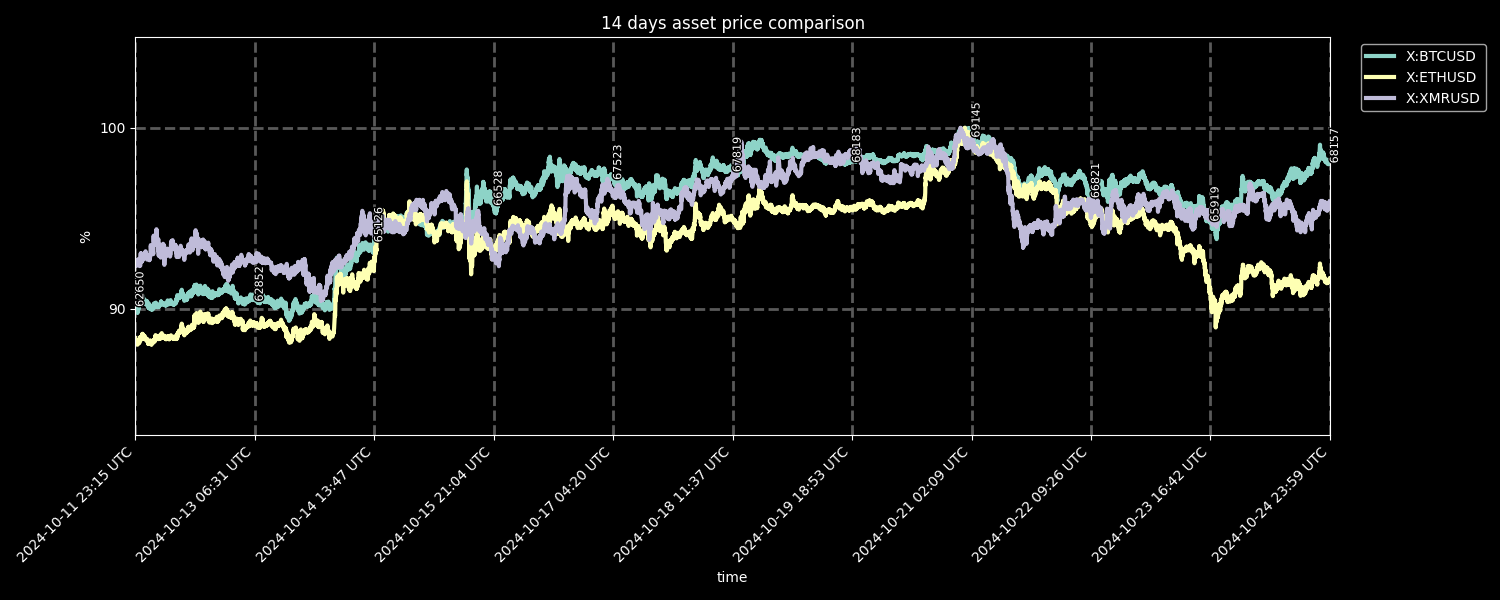 14 days asset price comparison
X:BTCUSD
X:ETHUSD
X:XMRUSD
100
90
%
62650
62852
65126
66528
67523
67819
68183
69145
66821
65919
68157
2024-10-11 23:15 UTC
2024-10-13 06:31 UTC
2024-10-14 13:47 UTC
2024-10-15 21:04 UTC
2024-10-17 04:20 UTC
2024-10-18 11:37 UTC
2024-10-19 18:53 UTC
2024-10-21 02:09 UTC
2024-10-22 09:26 UTC
2024-10-23 16:42 UTC
2024-10-24 23:59 UTC
time